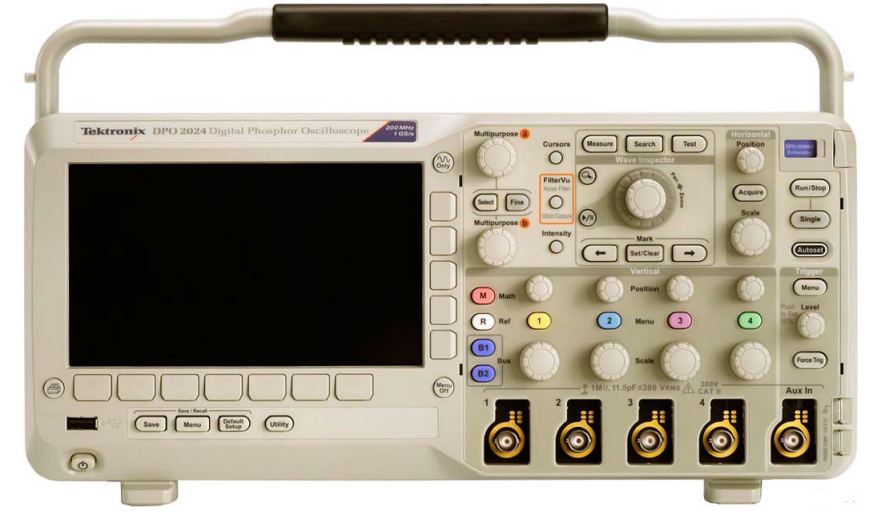 Tektronix DPO 2024 Digital Phosphor Oscilloscope
200 MHz
1 GS/s
Only
Menu
Off
Save / Recall
Save
Menu
Default
Setup
Utility
Multipurpose a
Select
Fine
Multipurpose b
Cursors
FilterVu
Noise Filter
Glitch Capture
Intensity
Measure
Search
Test
Wave Inspector
Pan
Zoom
Mark
←
Set/Clear
→
Horizontal
Position
Acquire
Scale
Run/Stop
Single
Autoset
Vertical
M Math
Position
R Ref
1
2
Menu
3
4
B1
Bus
B2
Scale
Trigger
Menu
Level
Push
to Set
50%
Force Trig
1MΩ, 11.5pF ≤300 VRMS
300V
CAT II
1
2
3
4
Aux In